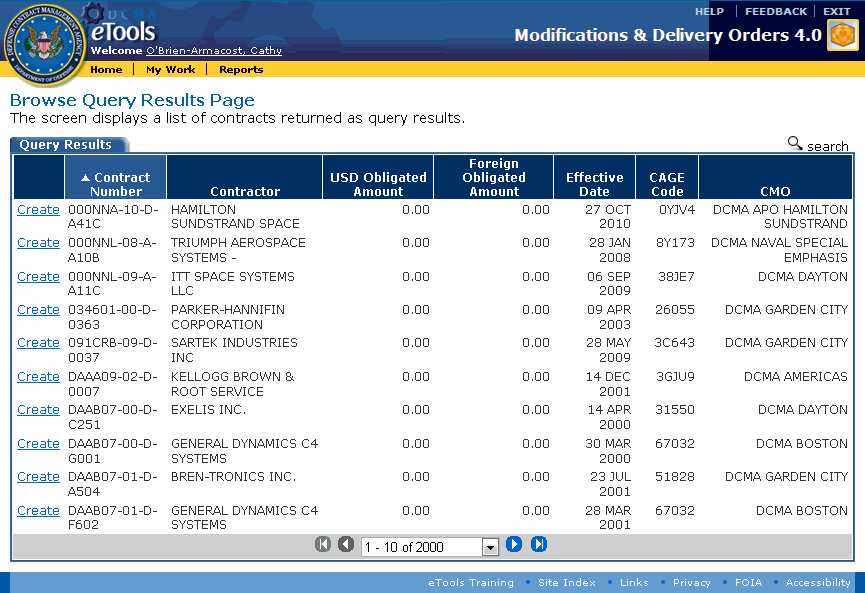 HELP | FEEDBACK | EXIT
DCMA
eTools
Welcome O'Brien-Armacost, Cathy
Modifications & Delivery Orders 4.0
DEFENSE CONTRACT MANAGEMENT AGENCY
DEPARTMENT OF DEFENSE
Home | My Work | Reports
Browse Query Results Page
The screen displays a list of contracts returned as query results.
Query Results
search
Contract Number Contractor USD Obligated Amount Foreign Obligated Amount Effective Date CAGE Code CMO
Create 000NNA-10-D- HAMILTON 0.00 0.00 27 OCT 0YJV4 DCMA APO HAMILTON
A41C SUNDSTRAND SPACE 2010 SUNDSTRAND
Create 000NNL-08-A- TRIUMPH AEROSPACE 0.00 0.00 28 JAN 8Y173 DCMA NAVAL SPECIAL
A10B SYSTEMS - 2008 EMPHASIS
Create 000NNL-09-A- ITT SPACE SYSTEMS 0.00 0.00 06 SEP 38JE7 DCMA DAYTON
A11C LLC 2009
Create 034601-00-D- PARKER-HANNIFIN 0.00 0.00 09 APR 26055 DCMA GARDEN CITY
0363 CORPORATION 2003
Create 091CRB-09-D- SARTEK INDUSTRIES 0.00 0.00 28 MAY 3C643 DCMA GARDEN CITY
0037 INC 2009
Create DAAA09-02-D- KELLOGG BROWN & 0.00 0.00 14 DEC 3GJU9 DCMA AMERICAS
0007 ROOT SERVICE 2001
Create DAAB07-00-D- EXELIS INC. 0.00 0.00 14 APR 31550 DCMA DAYTON
C251 2000
Create DAAB07-00-D- GENERAL DYNAMICS C4 0.00 0.00 30 MAR 67032 DCMA BOSTON
G001 SYSTEMS 2000
Create DAAB07-01-D- BREN-TRONICS INC. 0.00 0.00 23 JUL 51828 DCMA GARDEN CITY
A504 2001
Create DAAB07-01-D- GENERAL DYNAMICS C4 0.00 0.00 28 MAR 67032 DCMA BOSTON
F602 SYSTEMS 2001
1 - 10 of 2000
eTools Training • Site Index • Links • Privacy • FOIA • Accessibility